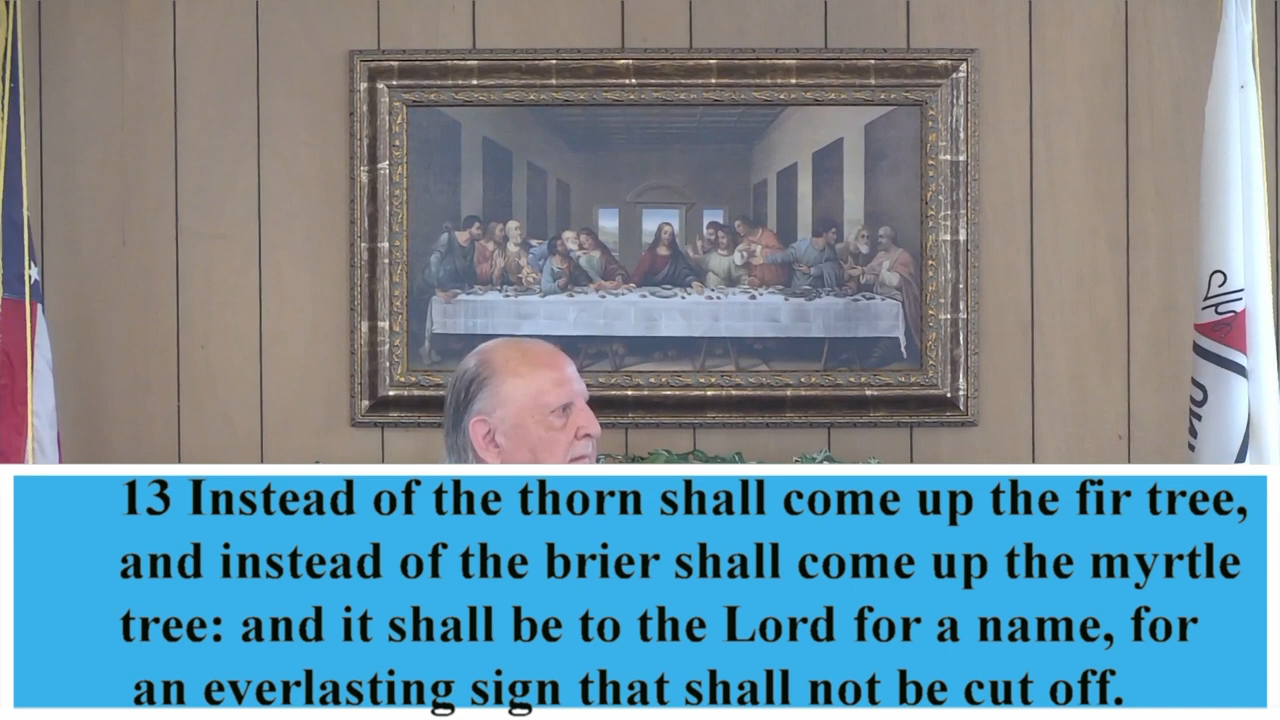 13 Instead of the thorn shall come up the fir tree,
and instead of the brier shall come up the myrtle
tree: and it shall be to the Lord for a name, for
an everlasting sign that shall not be cut off.